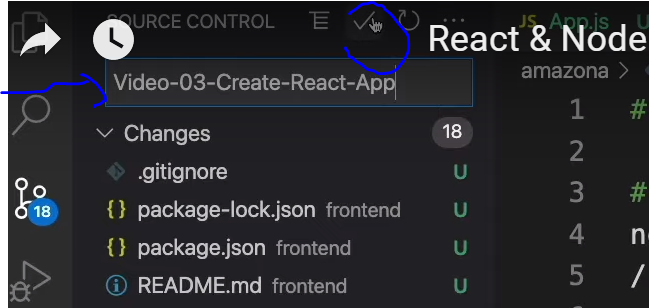 SOURCE CONTROL
JS App.js
React & Node
amazona >
Video-03-Create-React-App
1 #
2
Changes 18
3 #
.gitignore U
{} package-lock.json frontend U
4 n
{} package.json frontend U
18
5 /
README.md frontend U